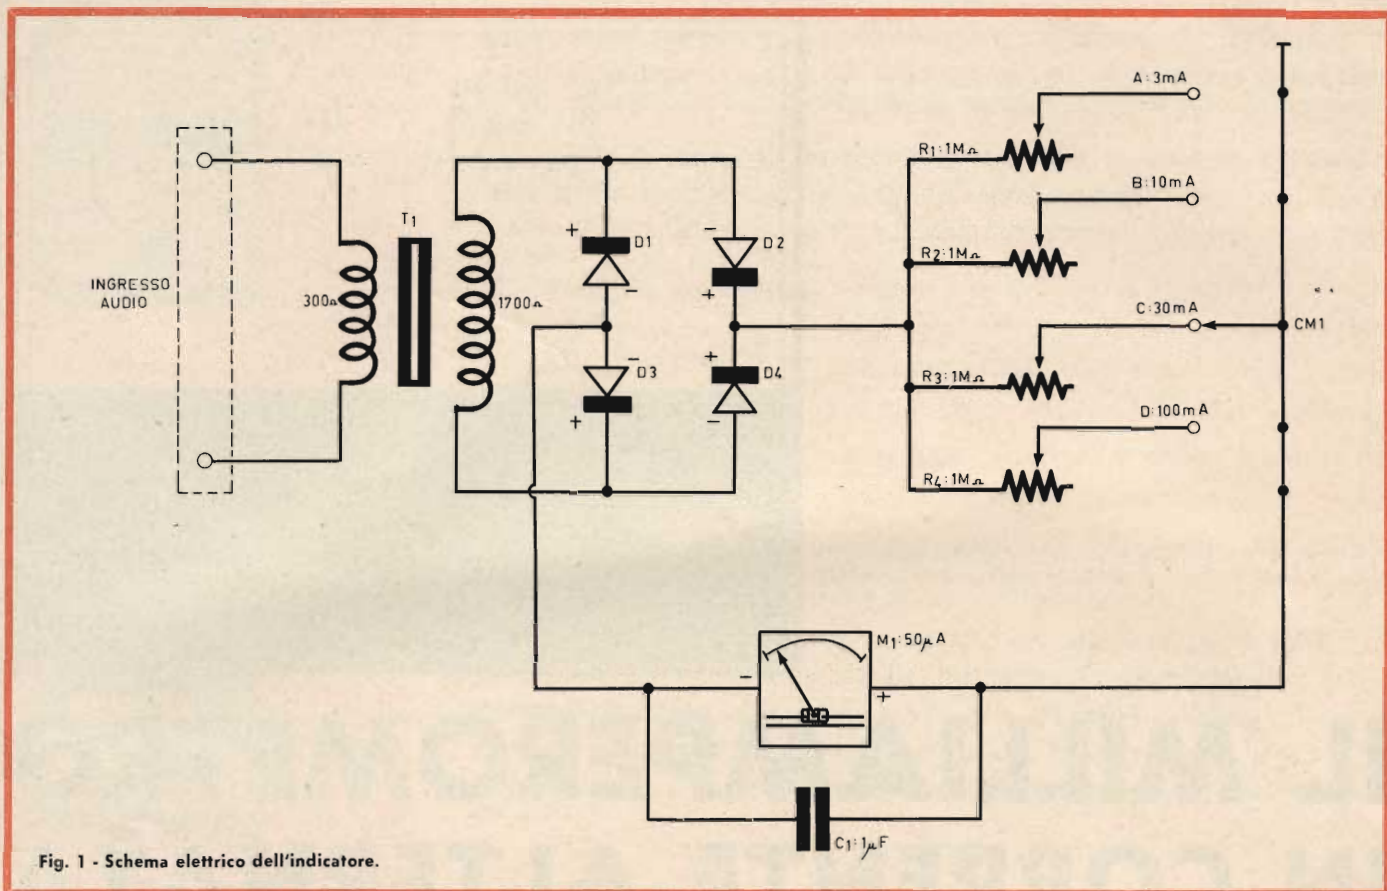 A:3mA
R1:1MΩ
B:10mA
T1
D1
D2
R2:1MΩ
INGRESSO
AUDIO
300Ω
1700Ω
C:30mA
CM1
D3
D4
R3:1MΩ
D:100mA
R4:1MΩ
M1:50μA
C1:1μF
Fig. 1 - Schema elettrico dell'indicatore.